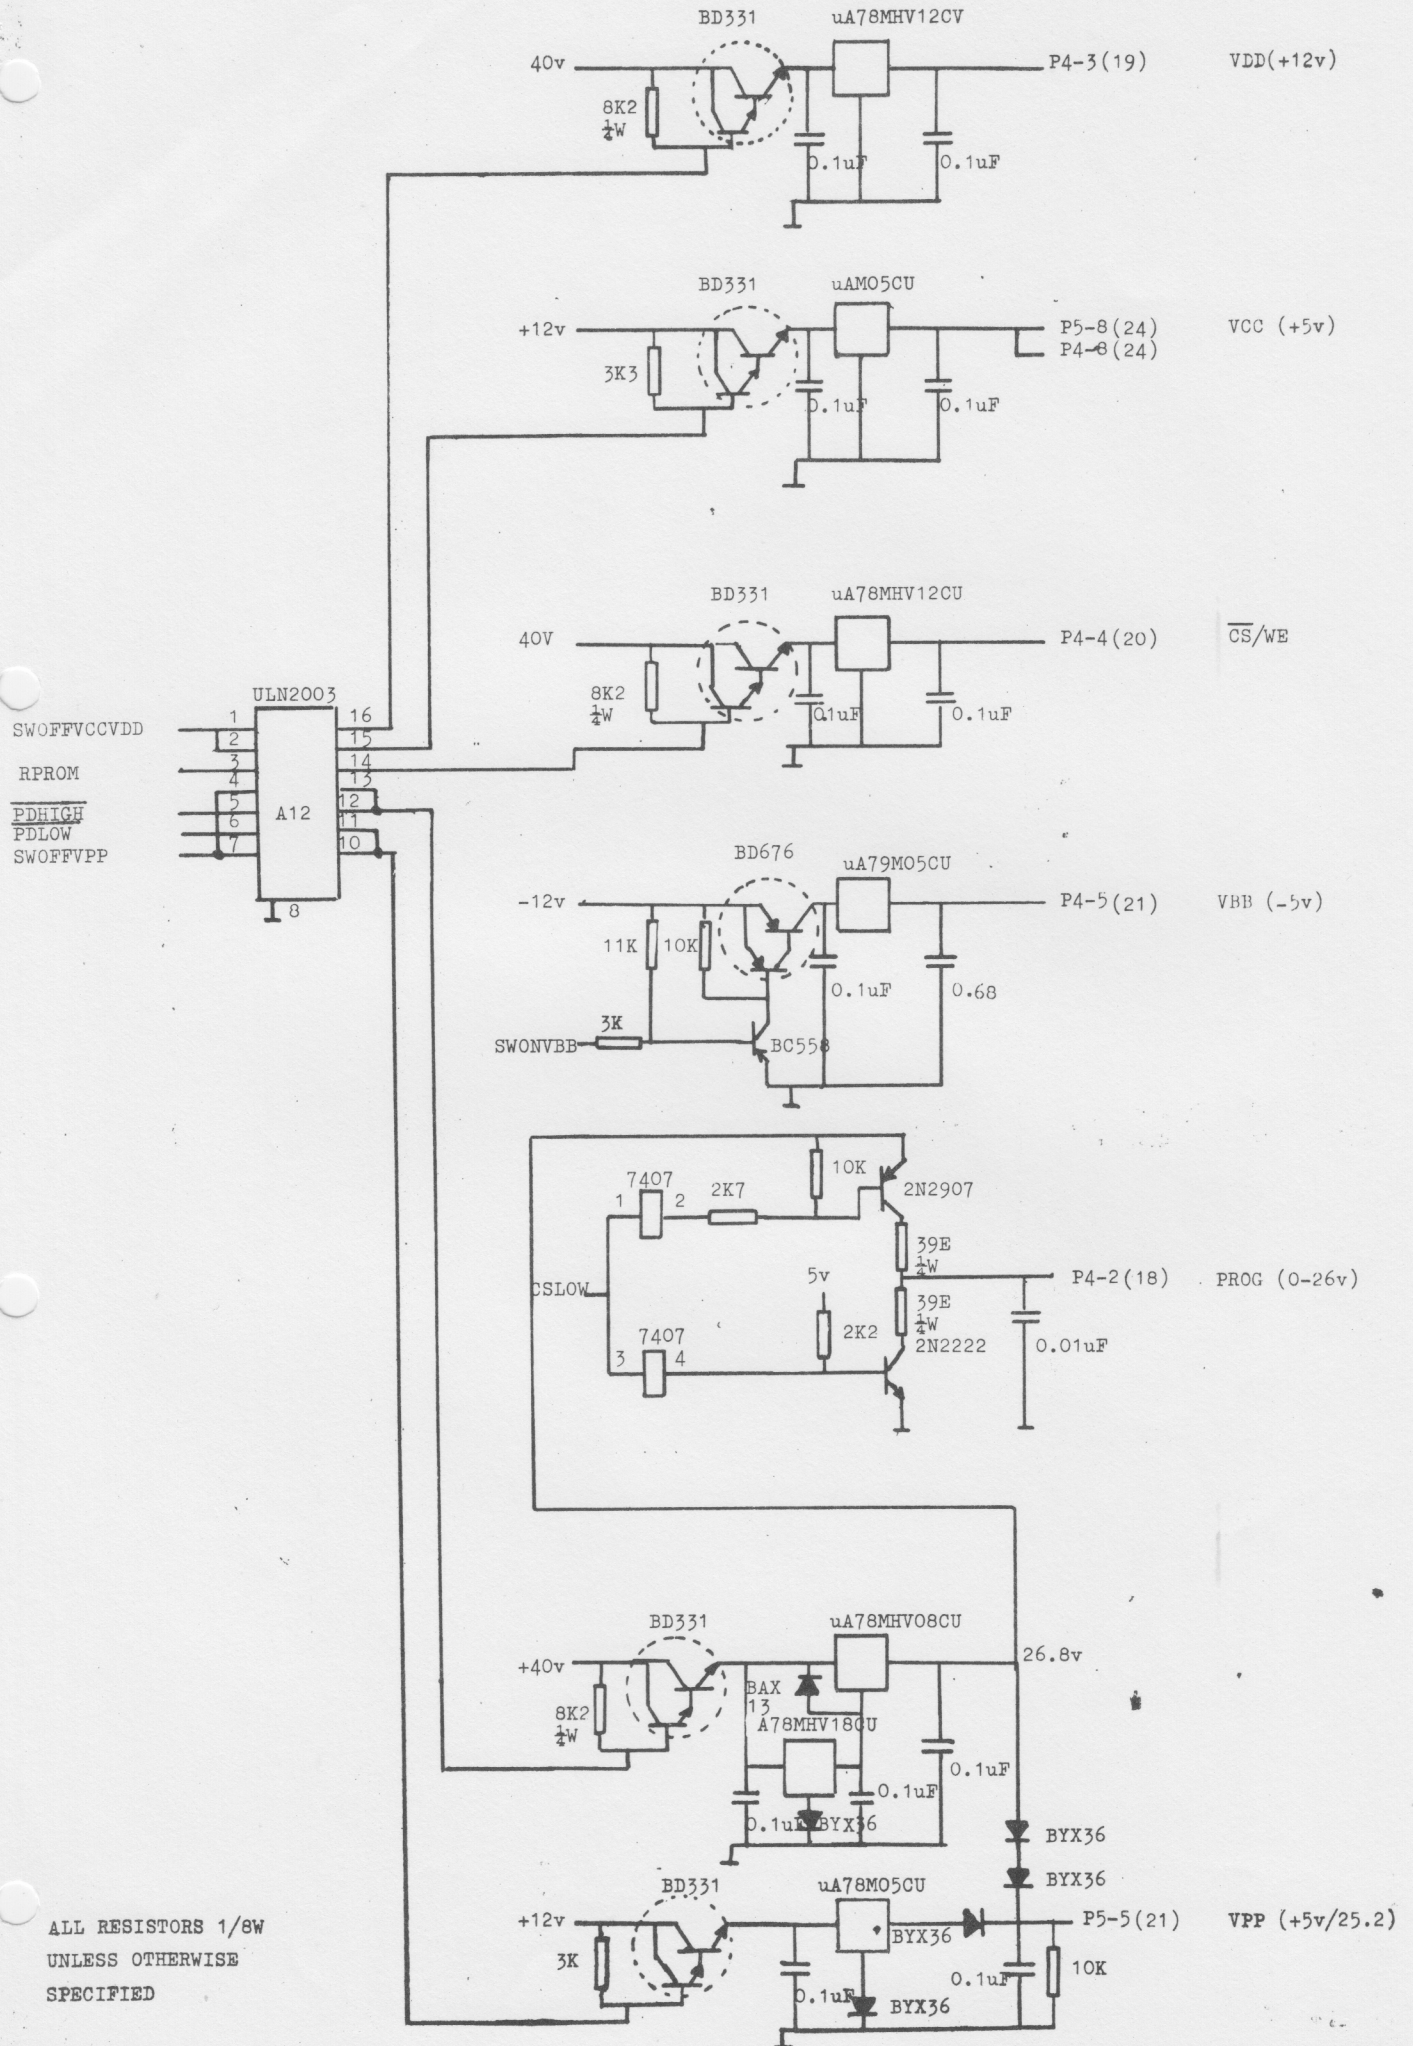 BD331 uA78MHV12CV
40v P4-3(19) VDD(+12v)
8K2
¼W
0.1uF 0.1uF
BD331 uAMO5CU
+12v P5-8(24) VCC (+5v)
P4-8(24)
3K3
0.1uF 0.1uF
BD331 uA78MHV12CU
40V P4-4(20) C̅S̅/WE
8K2
¼W
0.1uF 0.1uF
ULN2003
SWOFFVCCVDD 1 16
2 15
RPROM 3 14
4 13
P̅D̅H̅I̅G̅H̅ 5 12
A12
P̅D̅L̅O̅W̅ 6 11
SWOFFVPP 7 10
8
BD676 uA79MO5CU
-12v P4-5(21) VBB (-5v)
11K 10K
0.1uF 0.68
3K
SWONVBB BC558
10K
7407 2K7 2N2907
1 2
39E
¼W
5v P4-2(18) PROG (0-26v)
CSLOW
39E
¼W
7407 2K2 2N2222 0.01uF
3 4
BD331 uA78MHVO8CU
+40v 26.8v
BAX
13
8K2
¼W
A78MHV18CU
0.1uF
0.1uF
0.1uF BYX36
BYX36
BYX36
BD331 uA78MO5CU
+12v P5-5(21) VPP (+5v/25.2)
BYX36
3K
0.1uF 10K
0.1uF BYX36
ALL RESISTORS 1/8W
UNLESS OTHERWISE
SPECIFIED